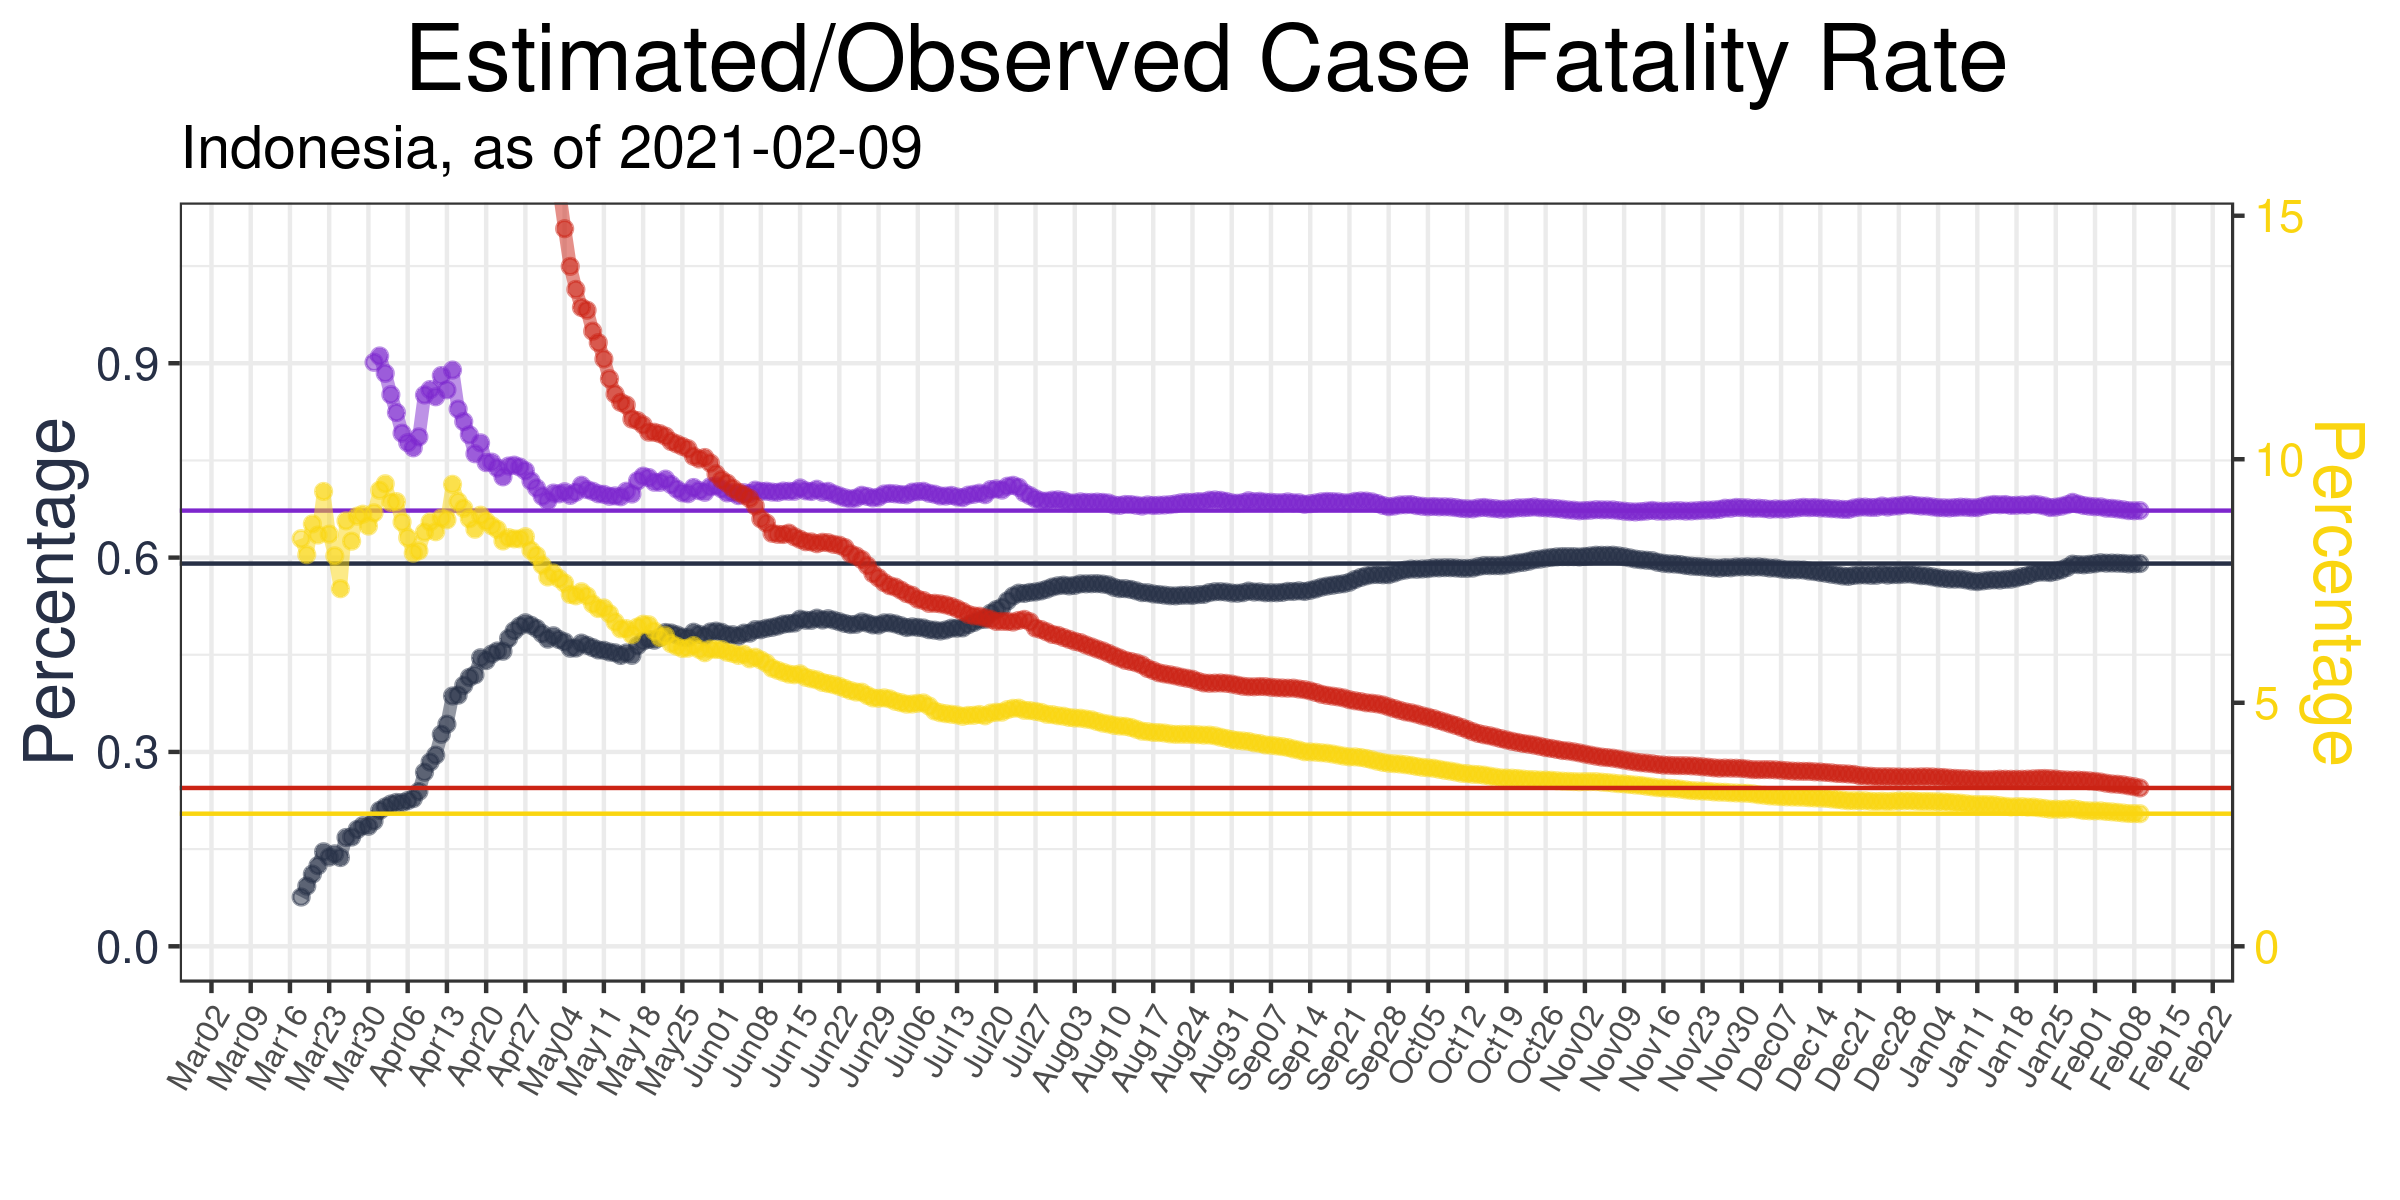 Estimated/Observed Case Fatality Rate
Indonesia, as of 2021-02-09
Percentage
0.9
0.6
0.3
0.0
15
10
5
0
Percentage
Mar02
Mar09
Mar16
Mar23
Mar30
Apr06
Apr13
Apr20
Apr27
May04
May11
May18
May25
Jun01
Jun08
Jun15
Jun22
Jun29
Jul06
Jul13
Jul20
Jul27
Aug03
Aug10
Aug17
Aug24
Aug31
Sep07
Sep14
Sep21
Sep28
Oct05
Oct12
Oct19
Oct26
Nov02
Nov09
Nov16
Nov23
Nov30
Dec07
Dec14
Dec21
Dec28
Dec04
Jan11
Jan18
Jan18
Jan25
Feb01
Feb08
Feb15
Feb22